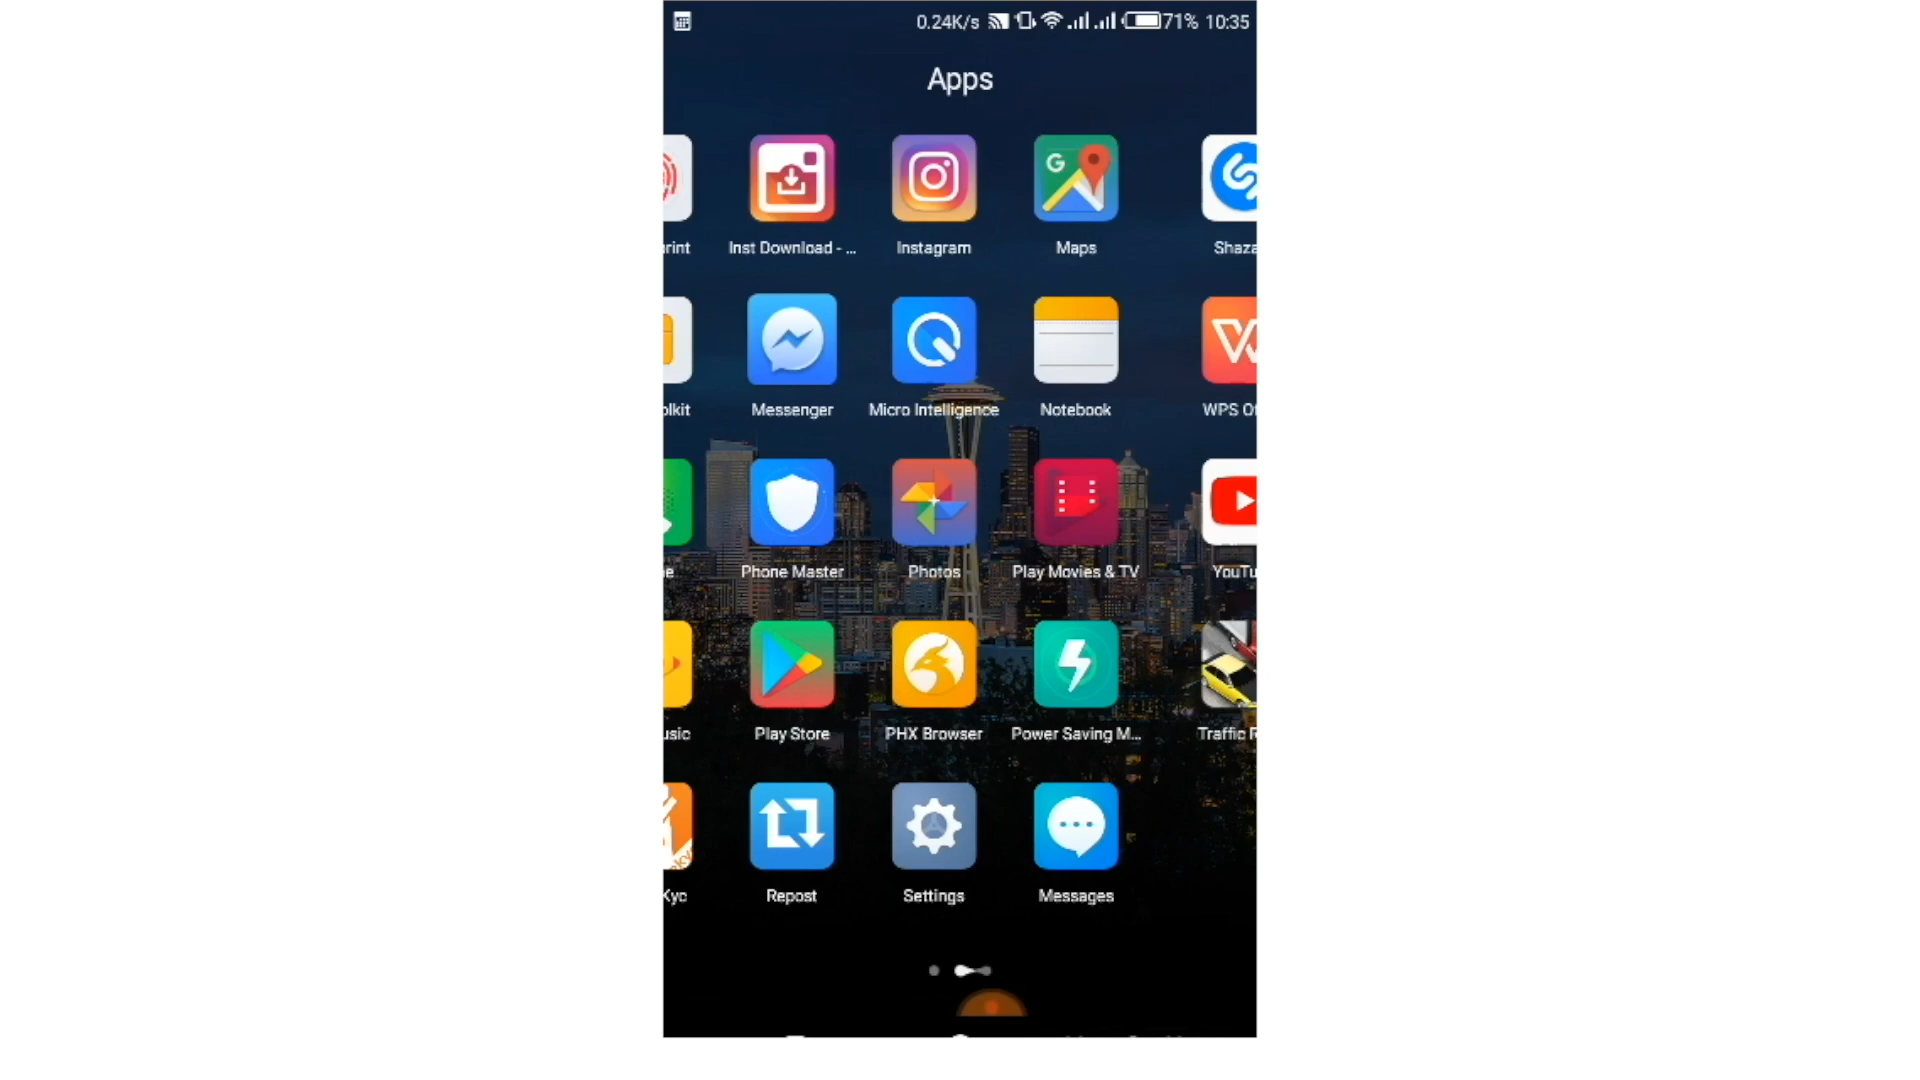 0.24K/s 71% 10:35
Apps
rint Inst Download - ... Instagram Maps Shaza
olkit Messenger Micro Intelligence Notebook WPS Of
e Phone Master Photos Play Movies & TV YouTu
usic Play Store PHX Browser Power Saving M... Traffic R
Kyc Repost Settings Messages